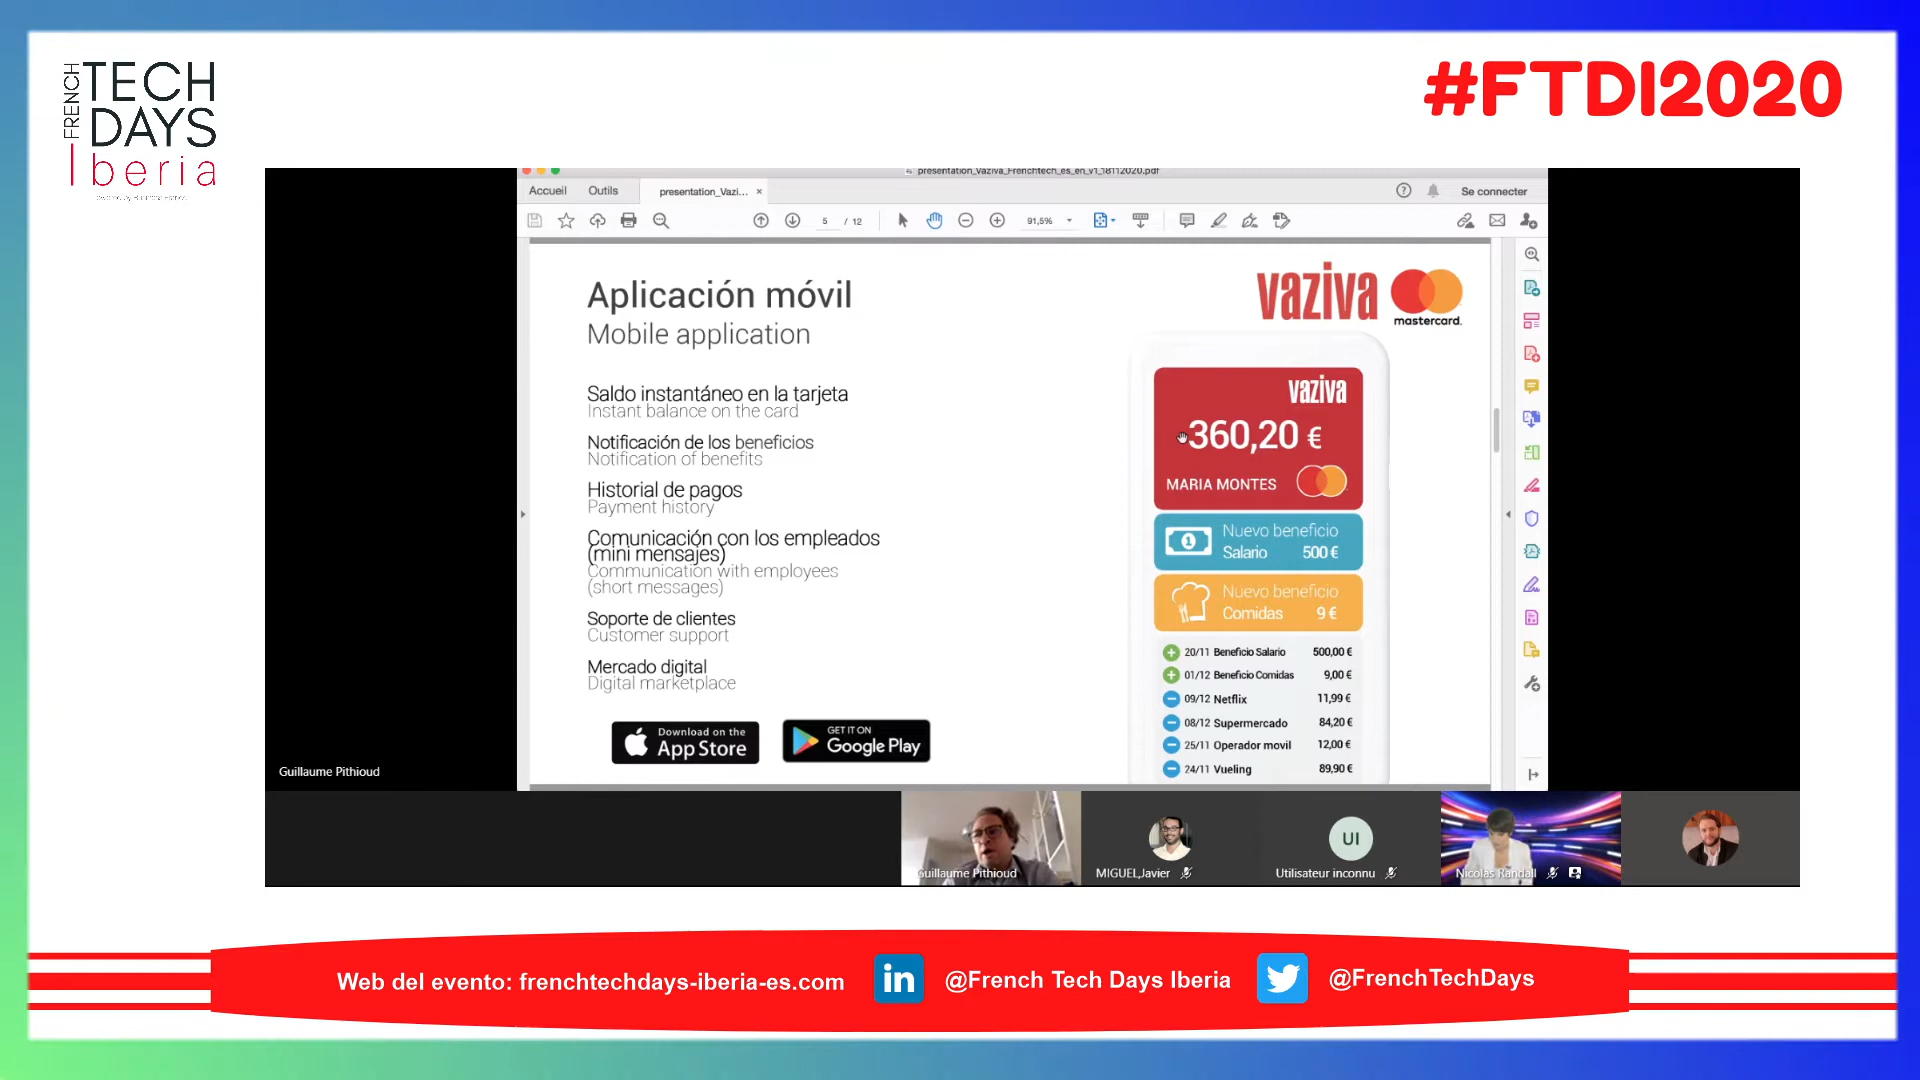 FRENCH
TECH
DAYS
Iberia
#FTDI2020
presentation_Vaziva_Frenchtech_es_en_v1_18112020.pdf
Accueil Outils presentation_Vazi... × Se connecter
5 / 12 91,5%
Aplicación móvil
Mobile application
vaziva mastercard.
Saldo instantáneo en la tarjeta
Instant balance on the card
Notificación de los beneficios
Notification of benefits
Historial de pagos
Payment history
Comunicación con los empleados
(mini mensajes)
Communication with employees
(short messages)
Soporte de clientes
Customer support
Mercado digital
Digital marketplace
Download on the
App Store
GET IT ON
Google Play
vaziva
360,20 €
MARIA MONTES
Nuevo beneficio
Salario 500 €
Nuevo beneficio
Comidas 9 €
20/11 Beneficio Salario 500,00 €
01/12 Beneficio Comidas 9,00 €
09/12 Netflix 11,99 €
08/12 Supermercado 84,20 €
25/11 Operador movil 12,00 €
24/11 Vueling 89,90 €
Guillaume Pithioud
Guillaume Pithioud
MIGUEL,Javier
UI
Utilisateur inconnu
Nicolas Randall
Web del evento: frenchtechdays-iberia-es.com
in
@French Tech Days Iberia
@FrenchTechDays